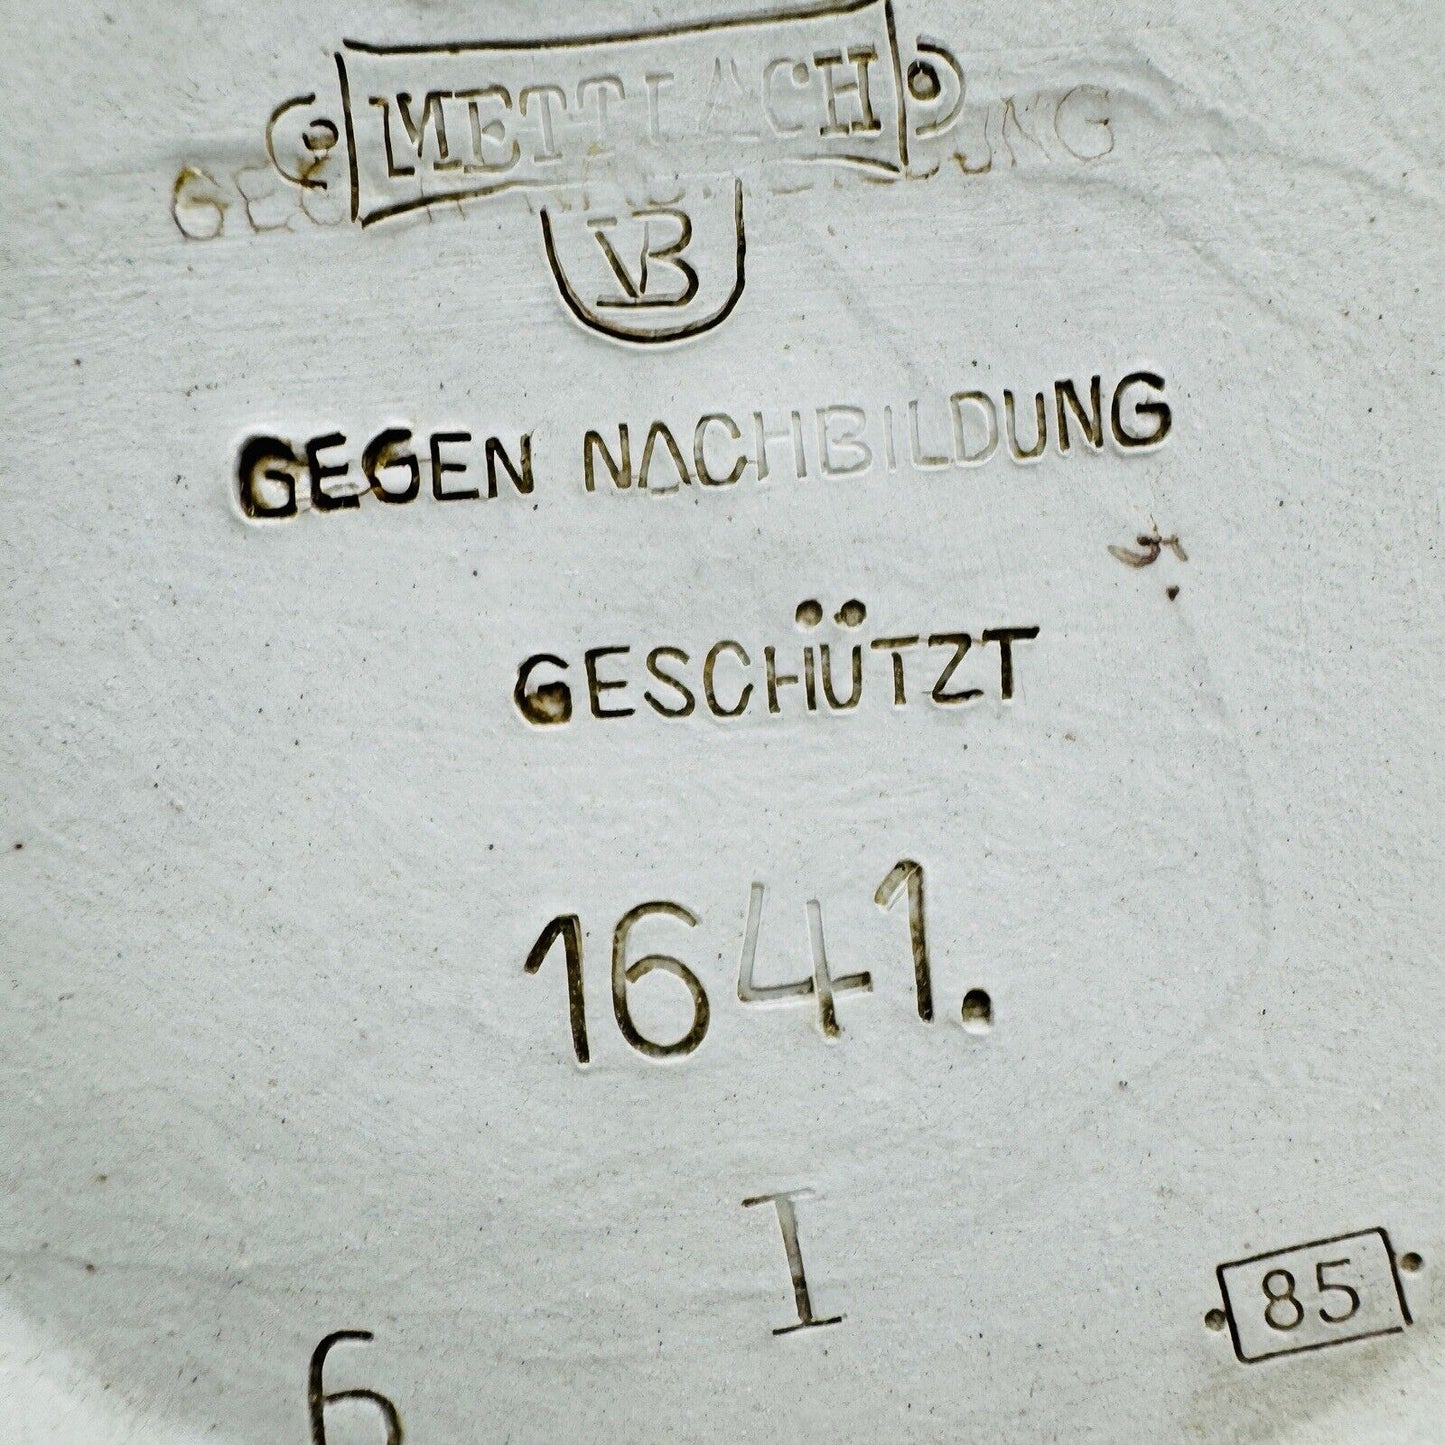 METTLACH
VB
GEGEN NACHBILDUNG
GESCHÜTZT
1641.
I
85
6